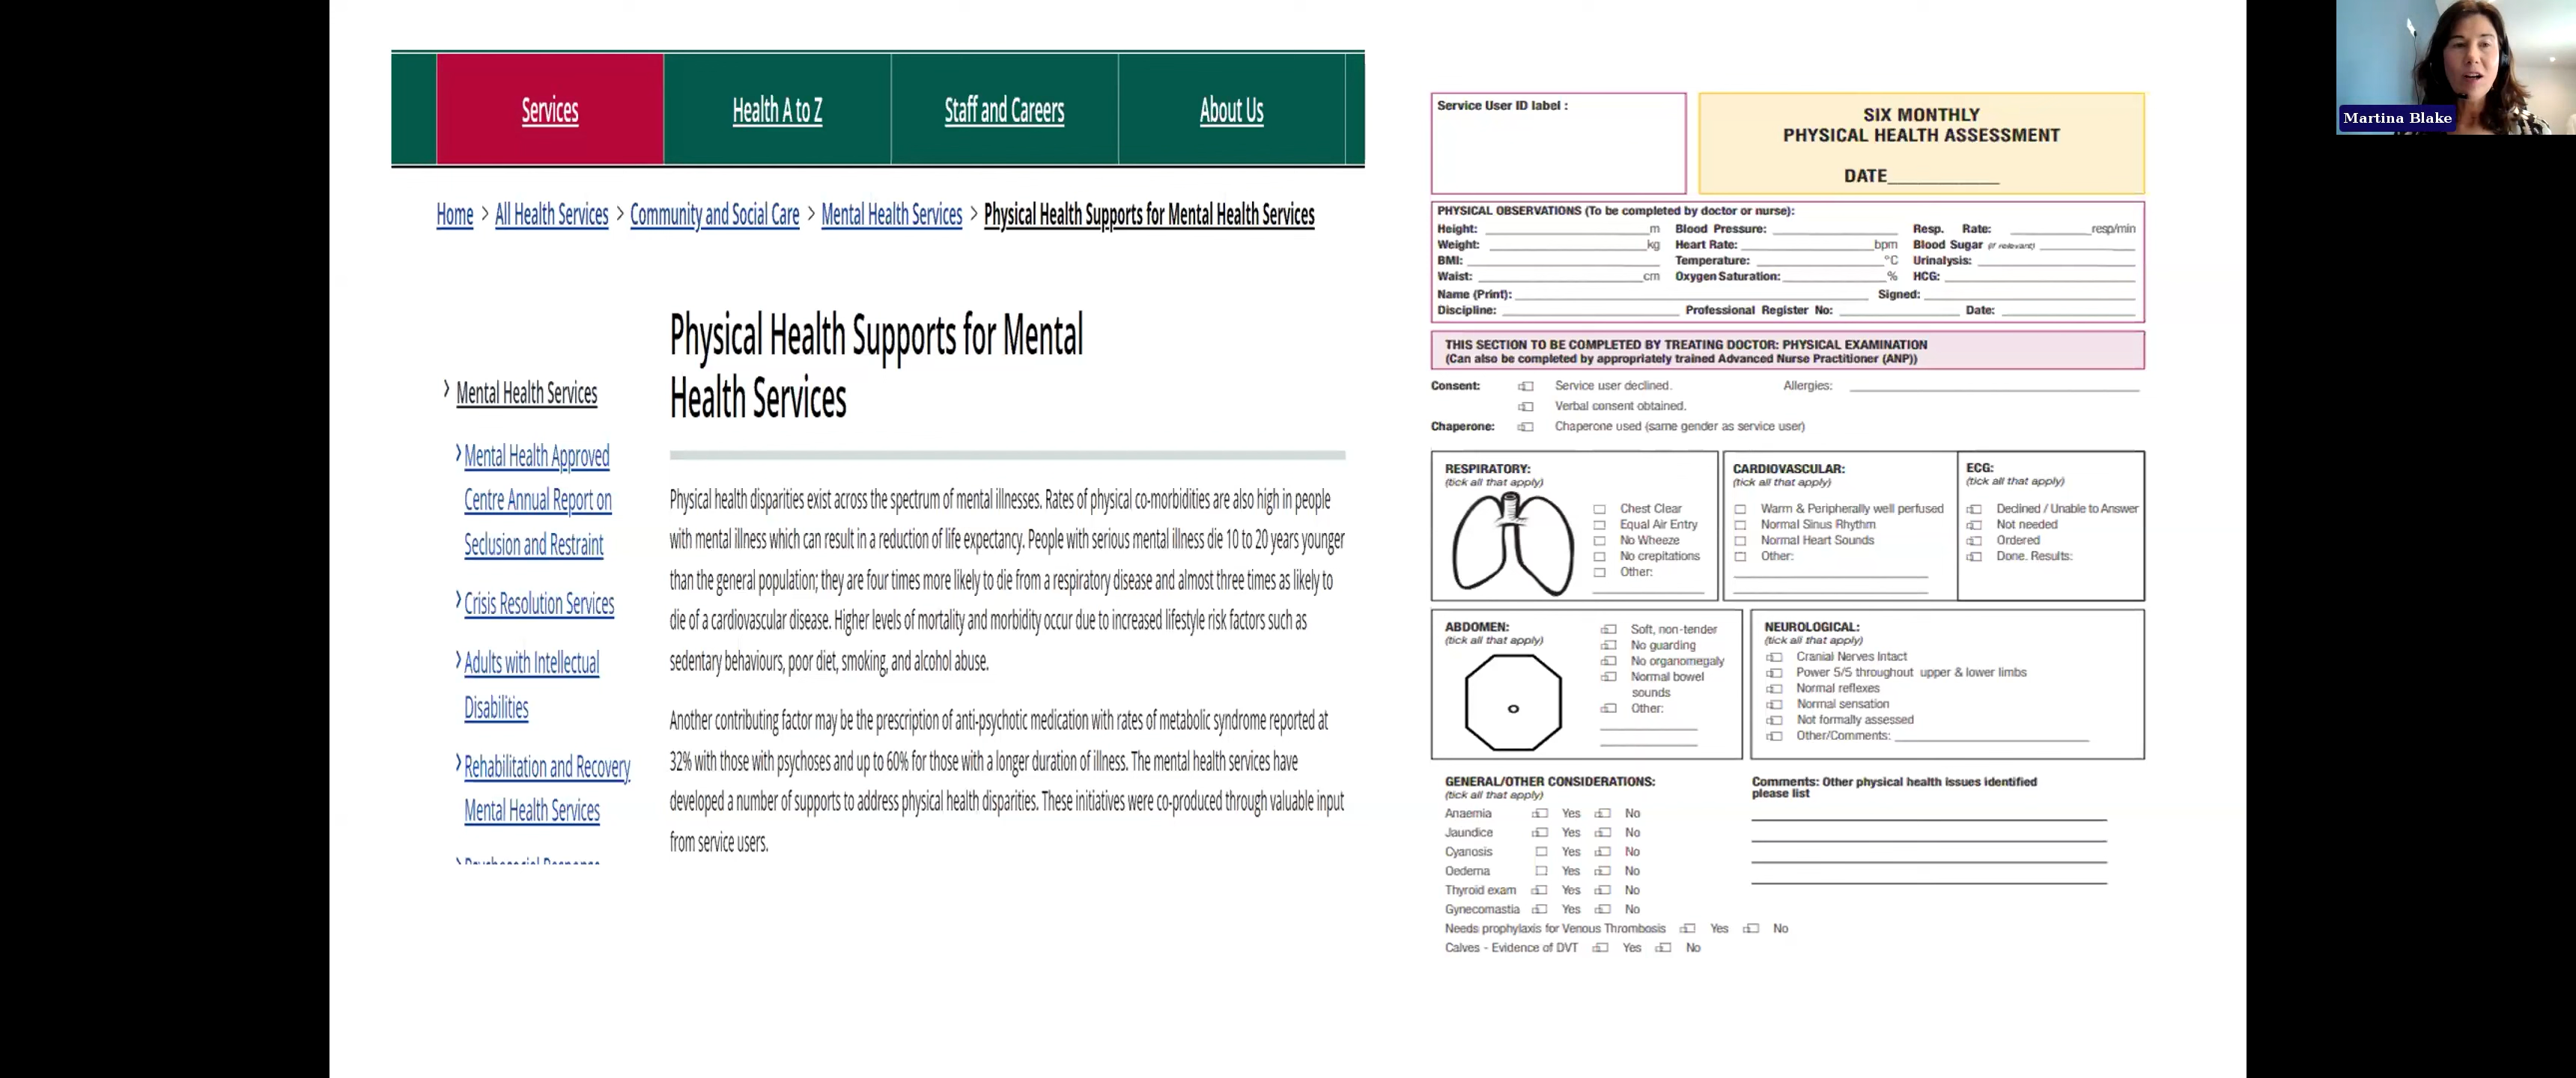 Services
Health A to Z
Staff and Careers
About Us
Home > All Health Services > Community and Social Care > Mental Health Services > Physical Health Supports for Mental Health Services
Physical Health Supports for Mental
Health Services
> Mental Health Services
> Mental Health Approved
Centre Annual Report on
Seclusion and Restraint
> Crisis Resolution Services
> Adults with Intellectual
Disabilities
> Rehabilitation and Recovery
Mental Health Services
Physical health disparities exist across the spectrum of mental illnesses. Rates of physical co-morbidities are also high in people
with mental illness which can result in a reduction of life expectancy. People with serious mental illness die 10 to 20 years younger
than the general population; they are four times more likely to die from a respiratory disease and almost three times as likely to
die of a cardiovascular disease. Higher levels of mortality and morbidity occur due to increased lifestyle risk factors such as
sedentary behaviours, poor diet, smoking, and alcohol abuse.
Another contributing factor may be the prescription of anti-psychotic medication with rates of metabolic syndrome reported at
32% with those with psychoses and up to 60% for those with a longer duration of illness. The mental health services have
developed a number of supports to address physical health disparities. These initiatives were co-produced through valuable input
from service users.
Service User ID label :
SIX MONTHLY
PHYSICAL HEALTH ASSESSMENT
DATE____________
PHYSICAL OBSERVATIONS (To be completed by doctor or nurse):
Height: ____ m Blood Pressure: ____ Resp. Rate: ____ resp/min
Weight: ____ kg Heart Rate: ____ bpm Blood Sugar (if relevant) ____
BMI: ____ Temperature: ____ °C Urinalysis: ____
Waist: ____ cm Oxygen Saturation: ____ % HCG: ____
Name (Print): ____ Signed: ____
Discipline: ____ Professional Register No: ____ Date: ____
THIS SECTION TO BE COMPLETED BY TREATING DOCTOR: PHYSICAL EXAMINATION
(Can also be completed by appropriately trained Advanced Nurse Practitioner (ANP))
Consent: Service user declined. Allergies: ____
Verbal consent obtained.
Chaperone: Chaperone used (same gender as service user)
RESPIRATORY:
(tick all that apply)
Chest Clear
Equal Air Entry
No Wheeze
No crepitations
Other:
CARDIOVASCULAR:
(tick all that apply)
Warm & Peripherally well perfused
Normal Sinus Rhythm
Normal Heart Sounds
Other:
ECG:
(tick all that apply)
Declined / Unable to Answer
Not needed
Ordered
Done. Results:
ABDOMEN:
(tick all that apply)
Soft, non-tender
No guarding
No organomegaly
Normal bowel
sounds
Other:
NEUROLOGICAL:
(tick all that apply)
Cranial Nerves Intact
Power 5/5 throughout upper & lower limbs
Normal reflexes
Normal sensation
Not formally assessed
Other/Comments: ____
GENERAL/OTHER CONSIDERATIONS:
(tick all that apply)
Anaemia Yes No
Jaundice Yes No
Cyanosis Yes No
Oedema Yes No
Thyroid exam Yes No
Gynecomastia Yes No
Needs prophylaxis for Venous Thrombosis Yes No
Calves - Evidence of DVT Yes No
Comments: Other physical health issues identified
please list
Martina Blake